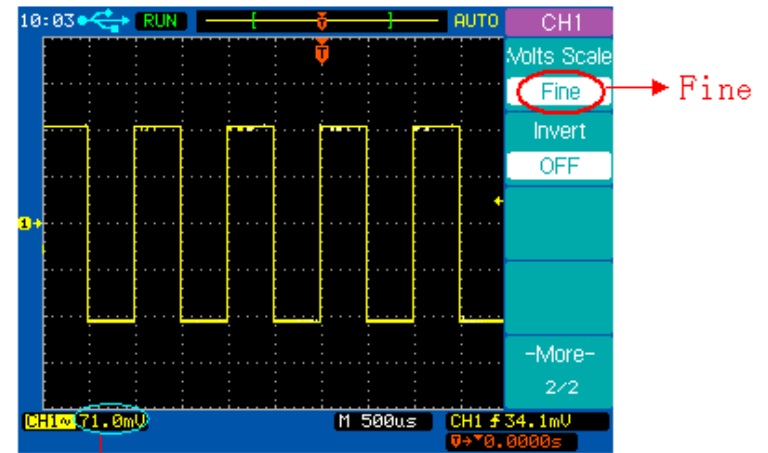 10:03 RUN T AUTO CH1
T
Volts Scale
Fine Fine
Invert
OFF
1
-More-
2/2
CH1~71.0mV M 500us CH1 34.1mV
0.0000s